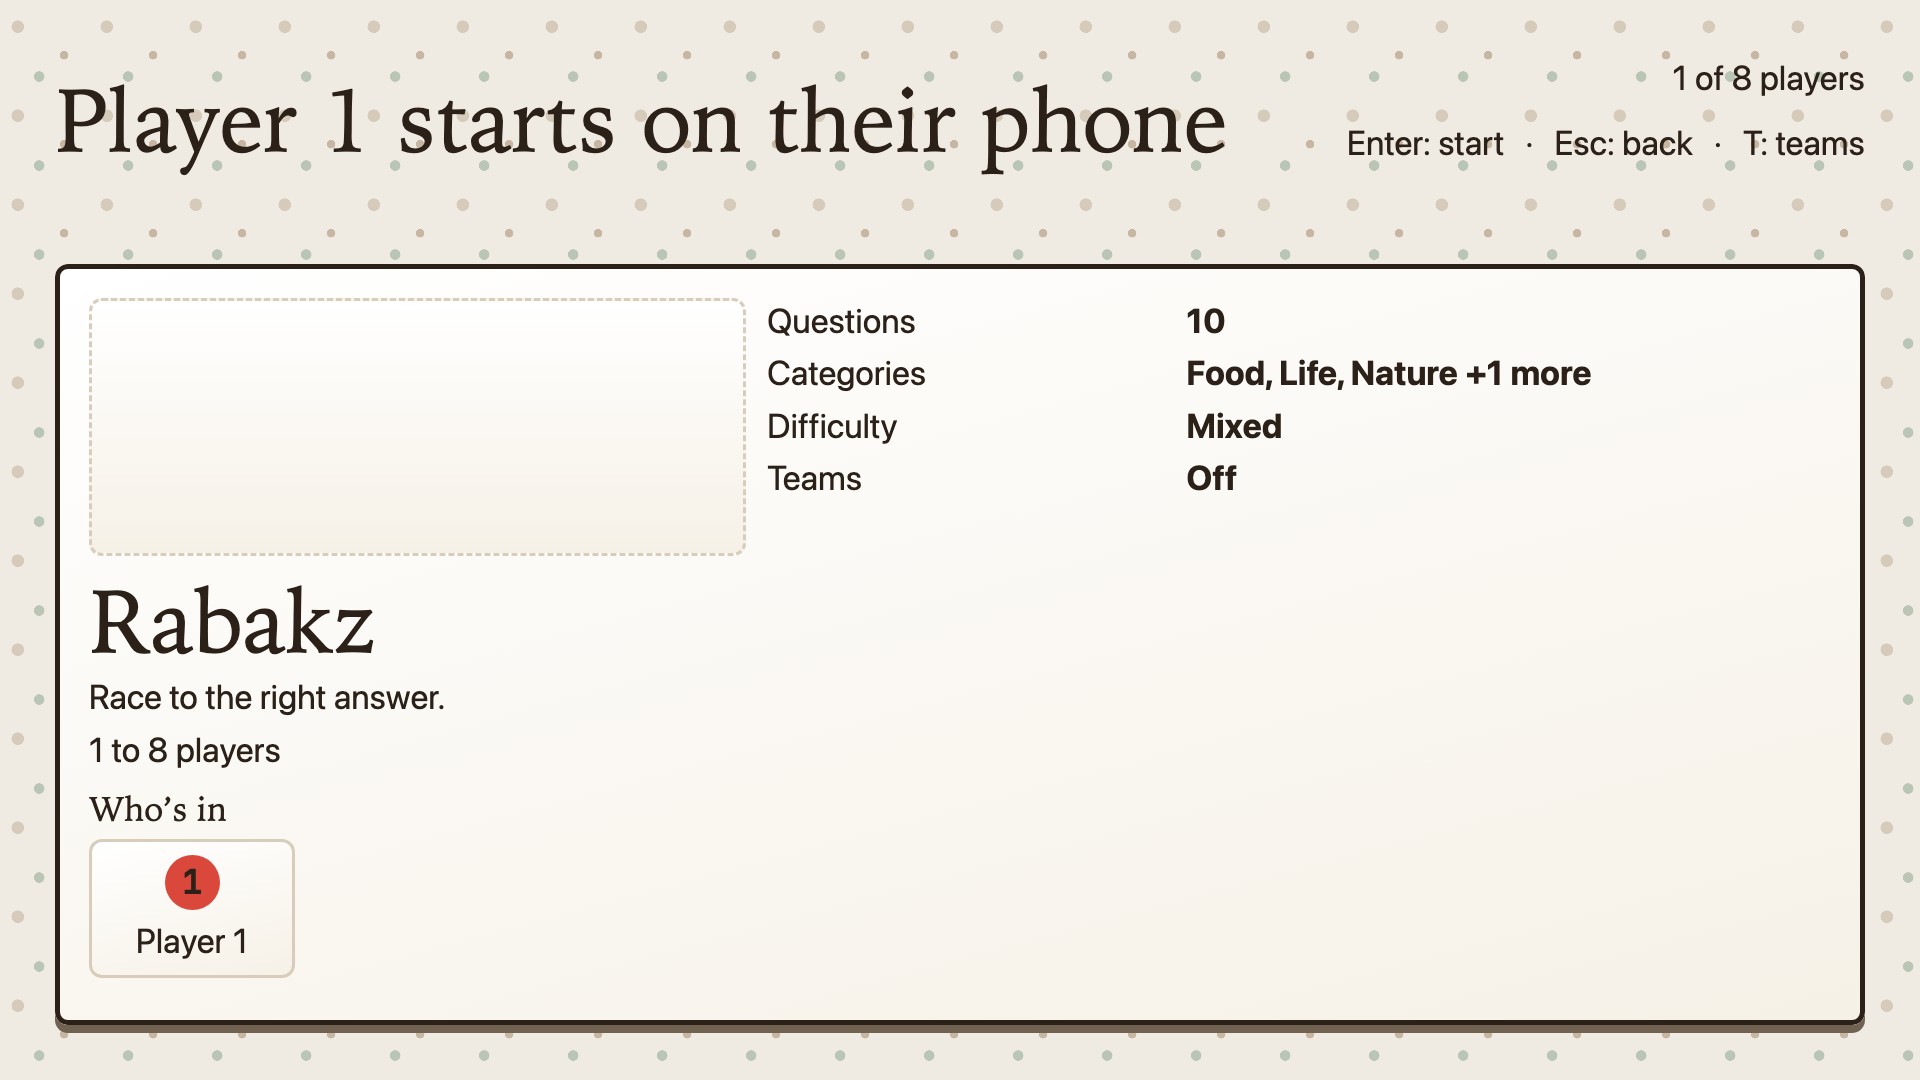 Player 1 starts on their phone
1 of 8 players
Enter: start · Esc: back · T: teams
Questions 10
Categories Food, Life, Nature +1 more
Difficulty Mixed
Teams Off
Rabakz
Race to the right answer.
1 to 8 players
Who’s in
1
Player 1